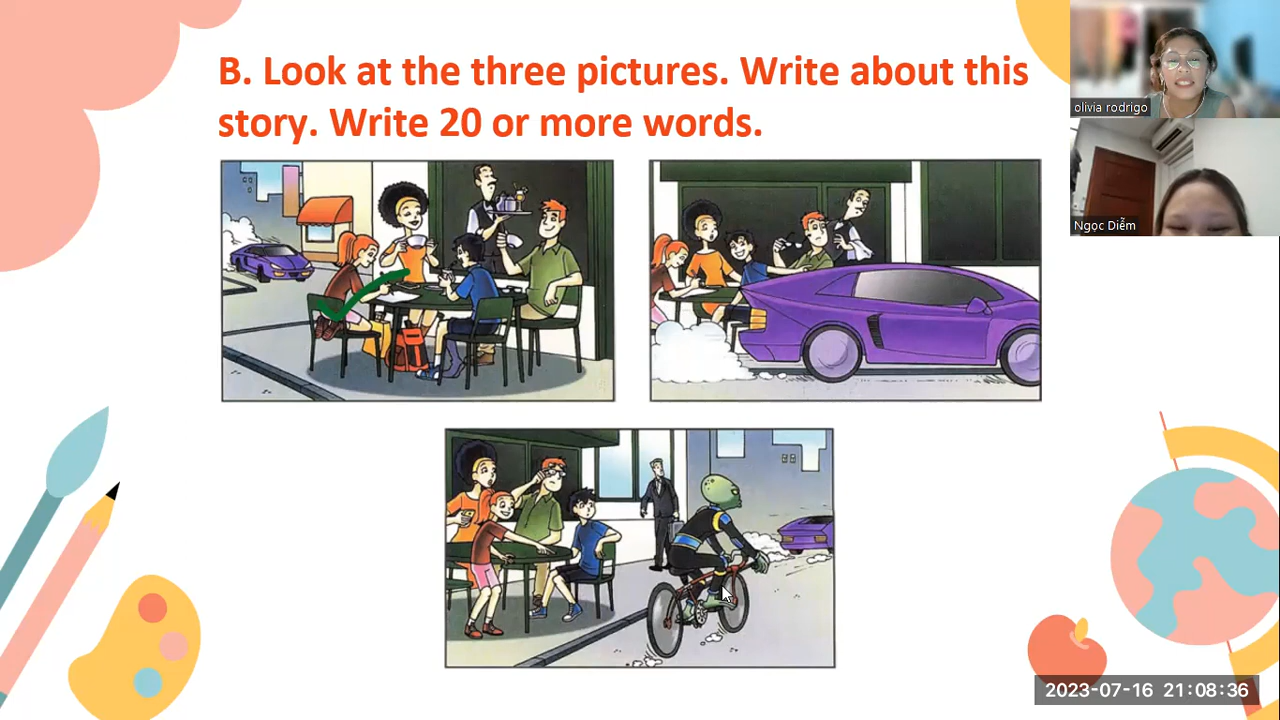 B. Look at the three pictures. Write about this
story. Write 20 or more words.
olivia rodrigo
Ngọc Diễm
2023-07-16 21:08:36